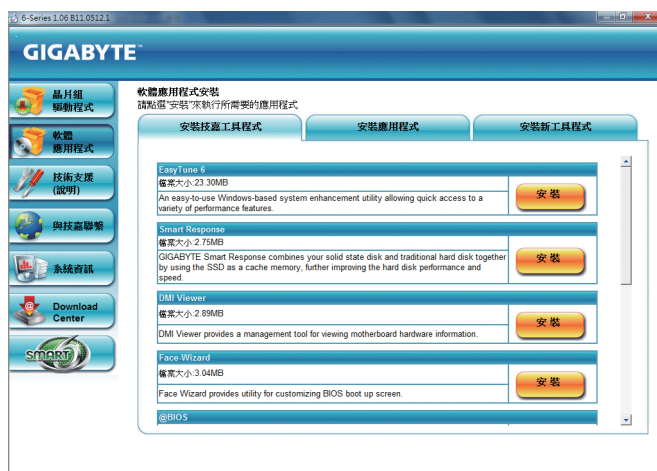 6-Series 1.06 B11.0512.1
GIGABYTE™
晶片組
驅動程式
軟體
應用程式
技術支援
(說明)
與技嘉聯繫
系統資訊
Download
Center
SMART 6
軟體應用程式安裝
請點選"安裝"來執行所需要的應用程式
安裝技嘉工具程式
安裝應用程式
安裝新工具程式
EasyTune 6
檔案大小:23.30MB
An easy-to-use Windows-based system enhancement utility allowing quick access to a
variety of performance features.
安 裝
Smart Response
檔案大小:2.75MB
GIGABYTE Smart Response combines your solid state disk and traditional hard disk together
by using the SSD as a cache memory, further improving the hard disk performance and
speed.
安 裝
DMI Viewer
檔案大小:2.89MB
DMI Viewer provides a management tool for viewing motherboard hardware information.
安 裝
Face-Wizard
檔案大小:3.04MB
Face Wizard provides utility for customizing BIOS boot up screen.
安 裝
@BIOS